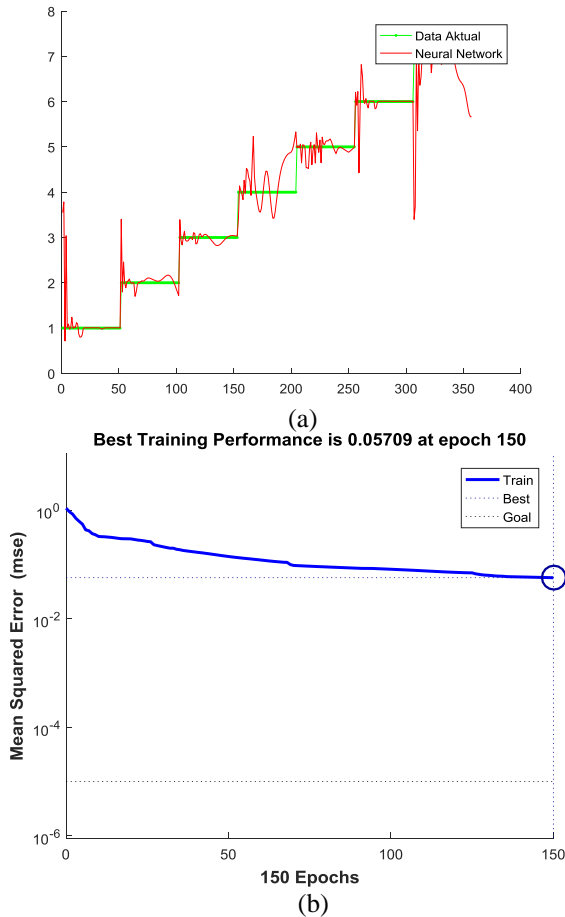 8
7
6
5
4
3
2
1
0
0 50 100 150 200 250 300 350 400
Data Aktual
Neural Network
(a)
Best Training Performance is 0.05709 at epoch 150
Mean Squared Error (mse)
10^0
10^-2
10^-4
10^-6
Train
Best
Goal
0 50 100 150
150 Epochs
(b)